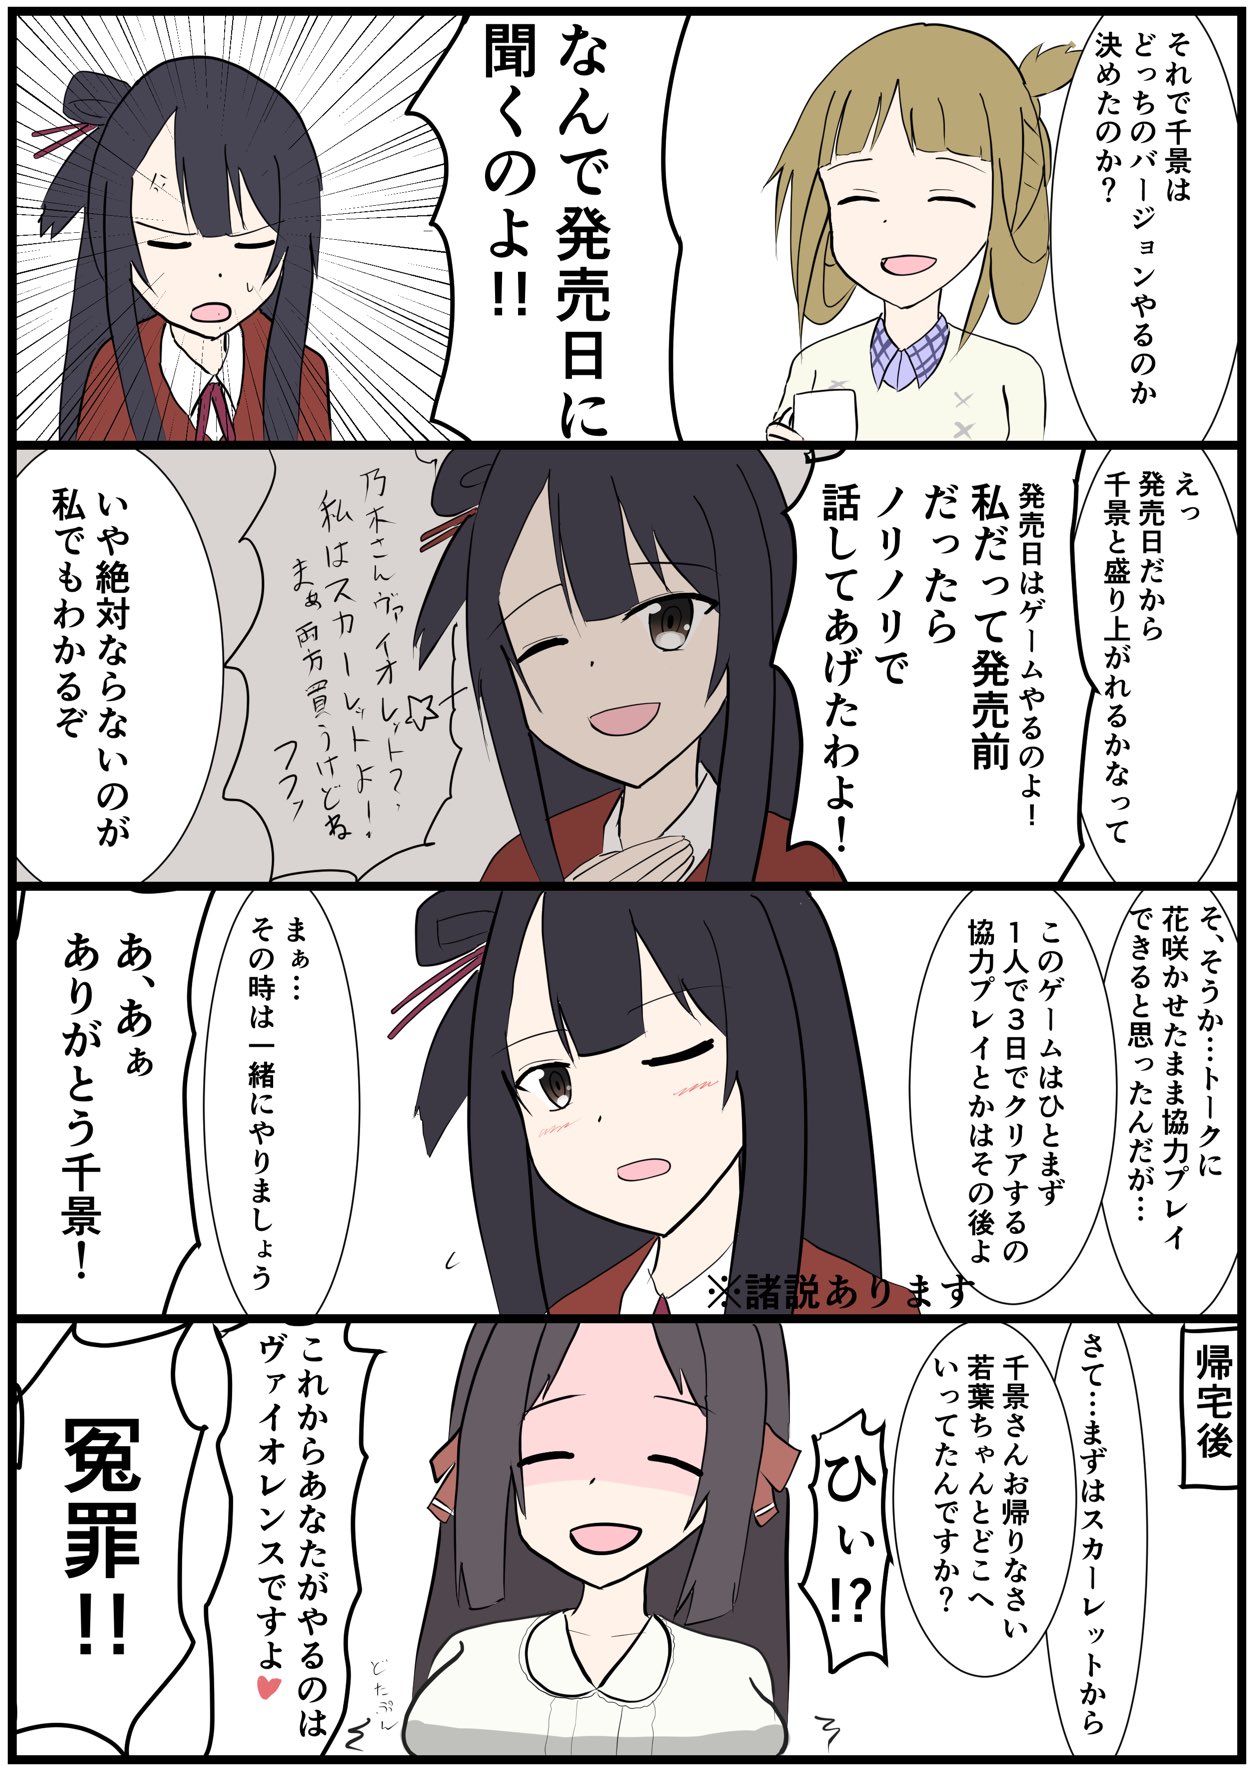 それで千景は
どっちのバージョンやるのか
決めたのか？
なんで発売日に
聞くのよ!!
えっ
発売日だから
千景と盛り上がれるかなって
発売日はゲームやるのよ！
私だって発売前
だったら
ノリノリで
話してあげたわよ！
乃木さんヴァイオレット？
私はスカーレットよ！
まぁ両方買うけどね
フフッ
いや絶対ならないのが
私でもわかるぞ
そ、そうか…トークに
花咲かせたまま協力プレイ
できると思ったんだが…
このゲームはひとまず
１人で３日でクリアするの
協力プレイとかはその後よ
※諸説あります
まぁ…
その時は一緒にやりましょう
あ、あぁ
ありがとう千景！
帰宅後
さて…まずはスカーレットから
千景さんお帰りなさい
若葉ちゃんとどこへ
いってたんですか？
ひぃ!?
どたぷん
これからあなたがやるのは
ヴァイオレンスですよ♥
冤罪!!